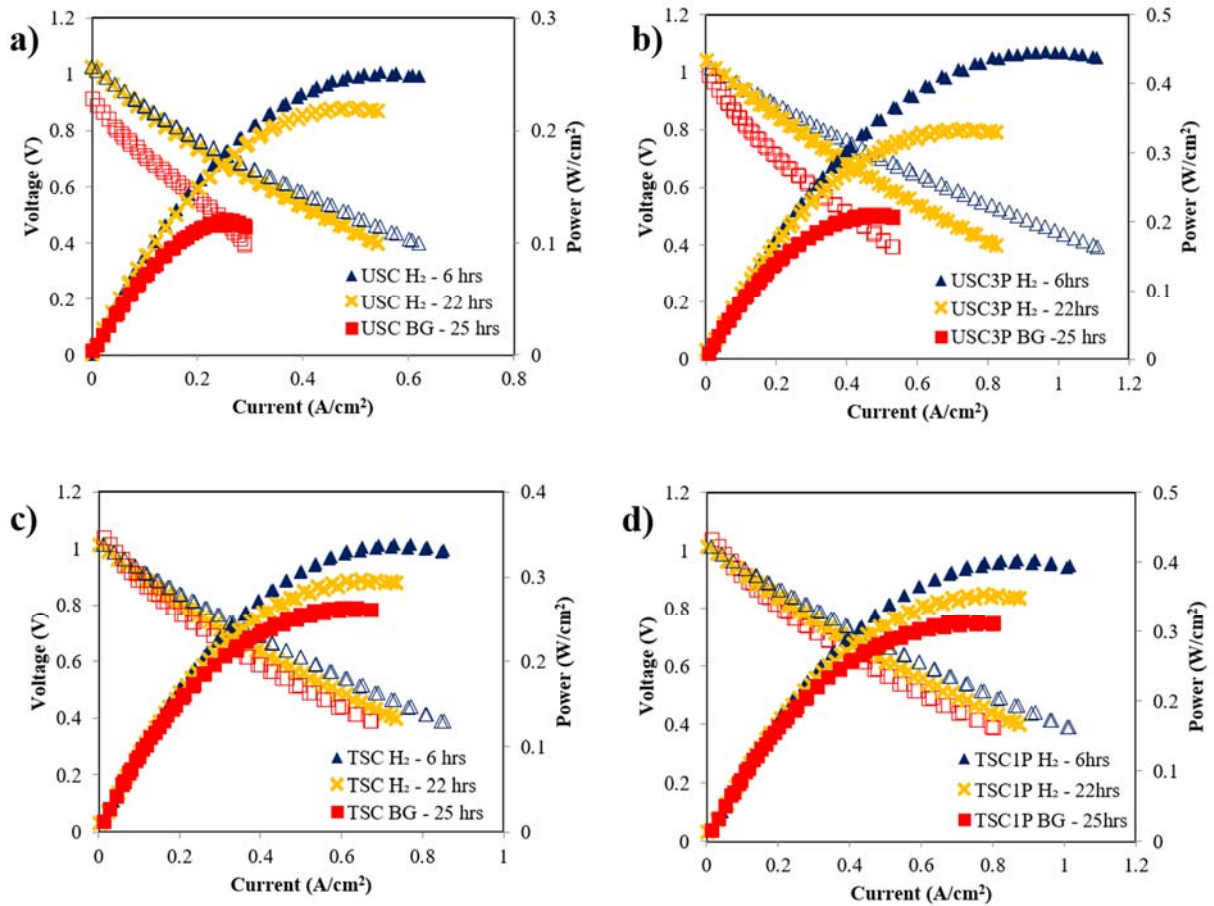 a)
1.2
1
0.8
0.6
0.4
0.2
0
Voltage (V)
0.3
0.2
0.1
0
Power (W/cm²)
USC H₂ - 6 hrs
USC H₂ - 22 hrs
USC BG - 25 hrs
0 0.2 0.4 0.6 0.8
Current (A/cm²)
b)
1.2
1
0.8
0.6
0.4
0.2
0
Voltage (V)
0.5
0.4
0.3
0.2
0.1
0
Power (W/cm²)
USC3P H₂ - 6hrs
USC3P H₂ - 22hrs
USC3P BG -25 hrs
0 0.2 0.4 0.6 0.8 1 1.2
Current (A/cm²)
c)
1.2
1
0.8
0.6
0.4
0.2
0
Voltage (V)
0.4
0.3
0.2
0.1
0
Power (W/cm²)
TSC H₂ - 6 hrs
TSC H₂ - 22 hrs
TSC BG - 25 hrs
0 0.2 0.4 0.6 0.8 1
Current (A/cm²)
d)
1.2
1
0.8
0.6
0.4
0.2
0
Voltage (V)
0.5
0.4
0.3
0.2
0.1
0
Power (W/cm²)
TSC1P H₂ - 6hrs
TSC1P H₂ - 22hrs
TSC1P BG - 25hrs
0 0.2 0.4 0.6 0.8 1 1.2
Current (A/cm²)